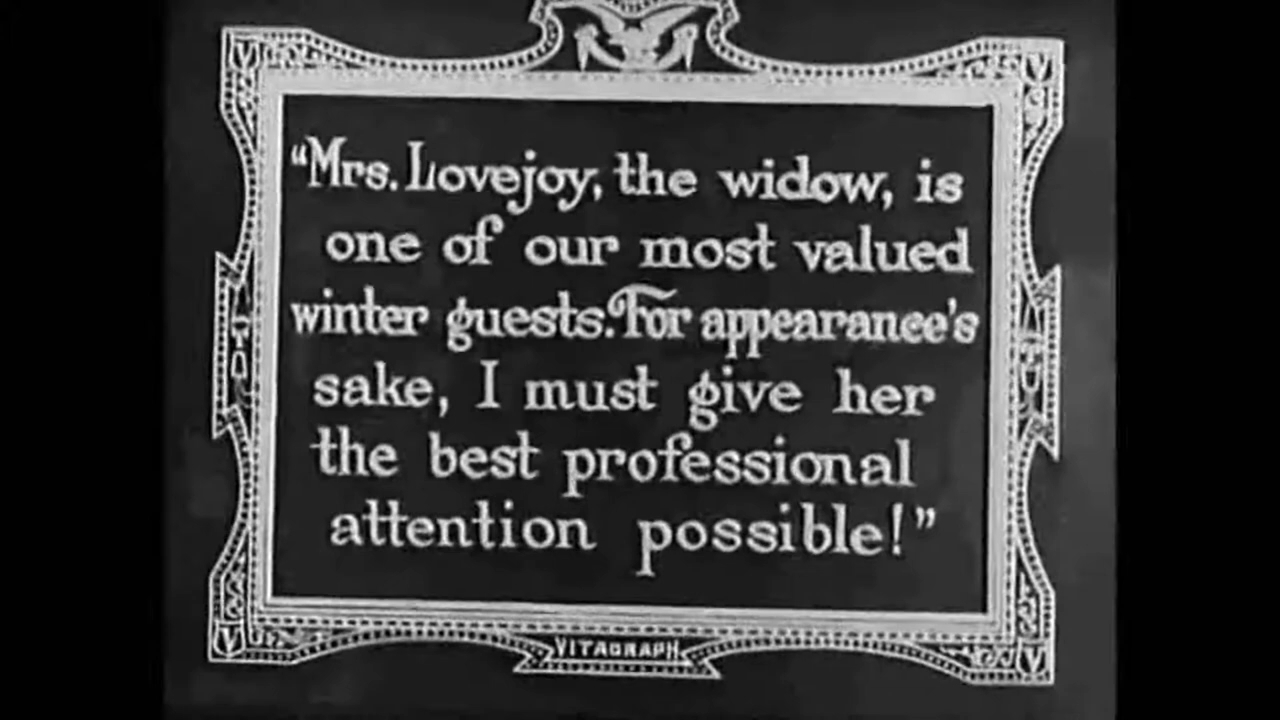 “Mrs. Lovejoy, the widow, is
one of our most valued
winter guests. For appearance's
sake, I must give her
the best professional
attention possible!”
VITAGRAPH